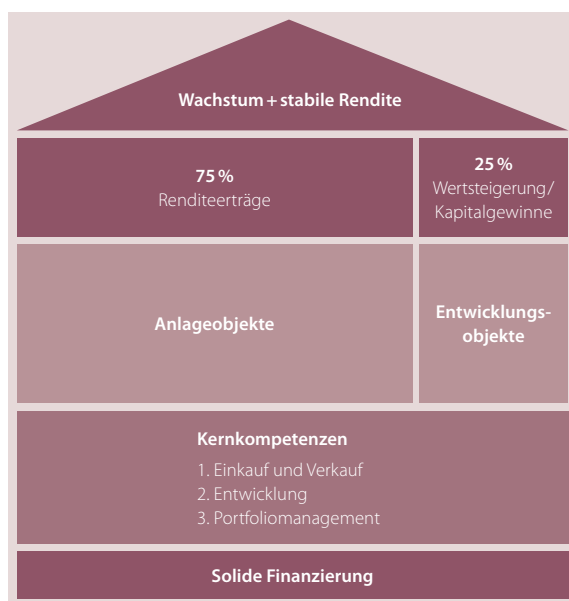 Wachstum + stabile Rendite
75 %
Renditeerträge
25 %
Wertsteigerung/
Kapitalgewinne
Anlageobjekte
Entwicklungs-
objekte
Kernkompetenzen
1. Einkauf und Verkauf
2. Entwicklung
3. Portfoliomanagement
Solide Finanzierung